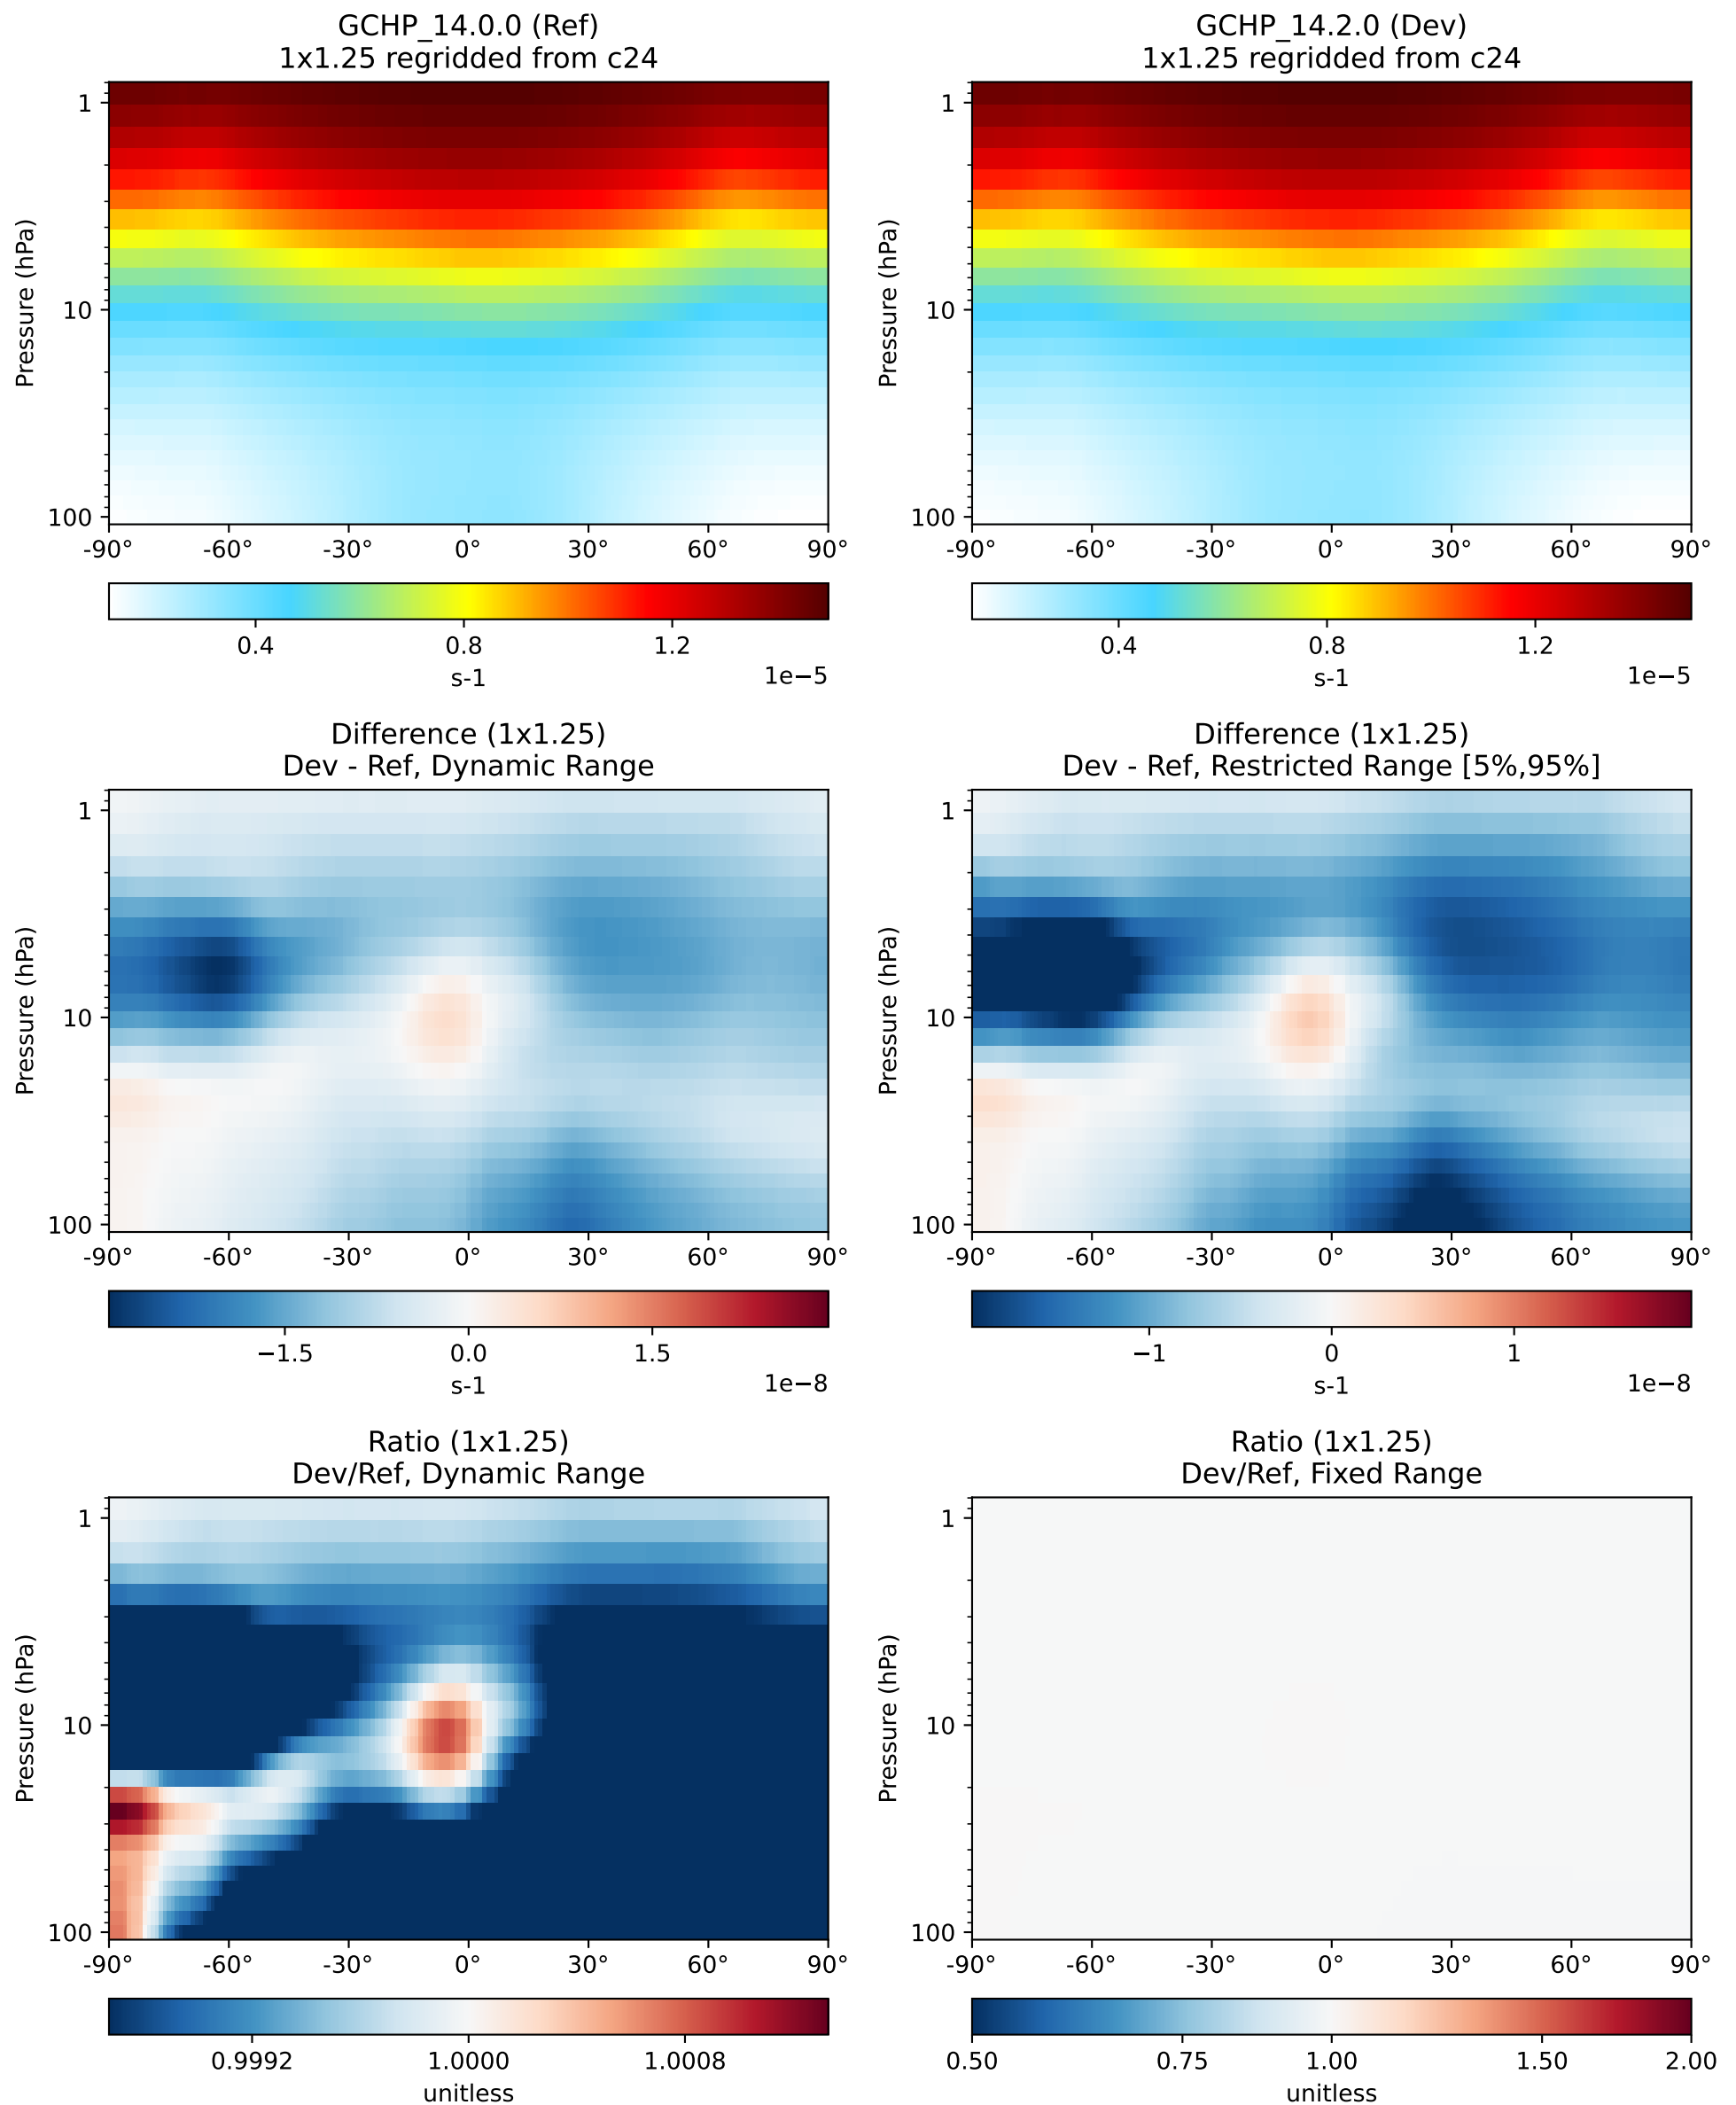 GCHP_14.0.0 (Ref)
1x1.25 regridded from c24
Pressure (hPa)
1
10
100
-90° -60° -30° 0° 30° 60° 90°
0.4 0.8 1.2
s-1
1e−5
GCHP_14.2.0 (Dev)
1x1.25 regridded from c24
Pressure (hPa)
1
10
100
-90° -60° -30° 0° 30° 60° 90°
0.4 0.8 1.2
s-1
1e−5
Difference (1x1.25)
Dev - Ref, Dynamic Range
Pressure (hPa)
1
10
100
-90° -60° -30° 0° 30° 60° 90°
−1.5 0.0 1.5
s-1
1e−8
Difference (1x1.25)
Dev - Ref, Restricted Range [5%,95%]
Pressure (hPa)
1
10
100
-90° -60° -30° 0° 30° 60° 90°
−1 0 1
s-1
1e−8
Ratio (1x1.25)
Dev/Ref, Dynamic Range
Pressure (hPa)
1
10
100
-90° -60° -30° 0° 30° 60° 90°
0.9992 1.0000 1.0008
unitless
Ratio (1x1.25)
Dev/Ref, Fixed Range
Pressure (hPa)
1
10
100
-90° -60° -30° 0° 30° 60° 90°
0.50 0.75 1.00 1.50 2.00
unitless